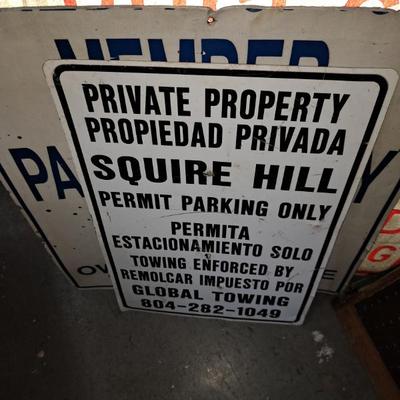 MEMBER
PRIVATE PROPERTY
PROPIEDAD PRIVADA
SQUIRE HILL
PERMIT PARKING ONLY
PERMITA
ESTACIONAMIENTO SOLO
TOWING ENFORCED BY
REMOLCAR IMPUESTO POR
GLOBAL TOWING
804-282-1049